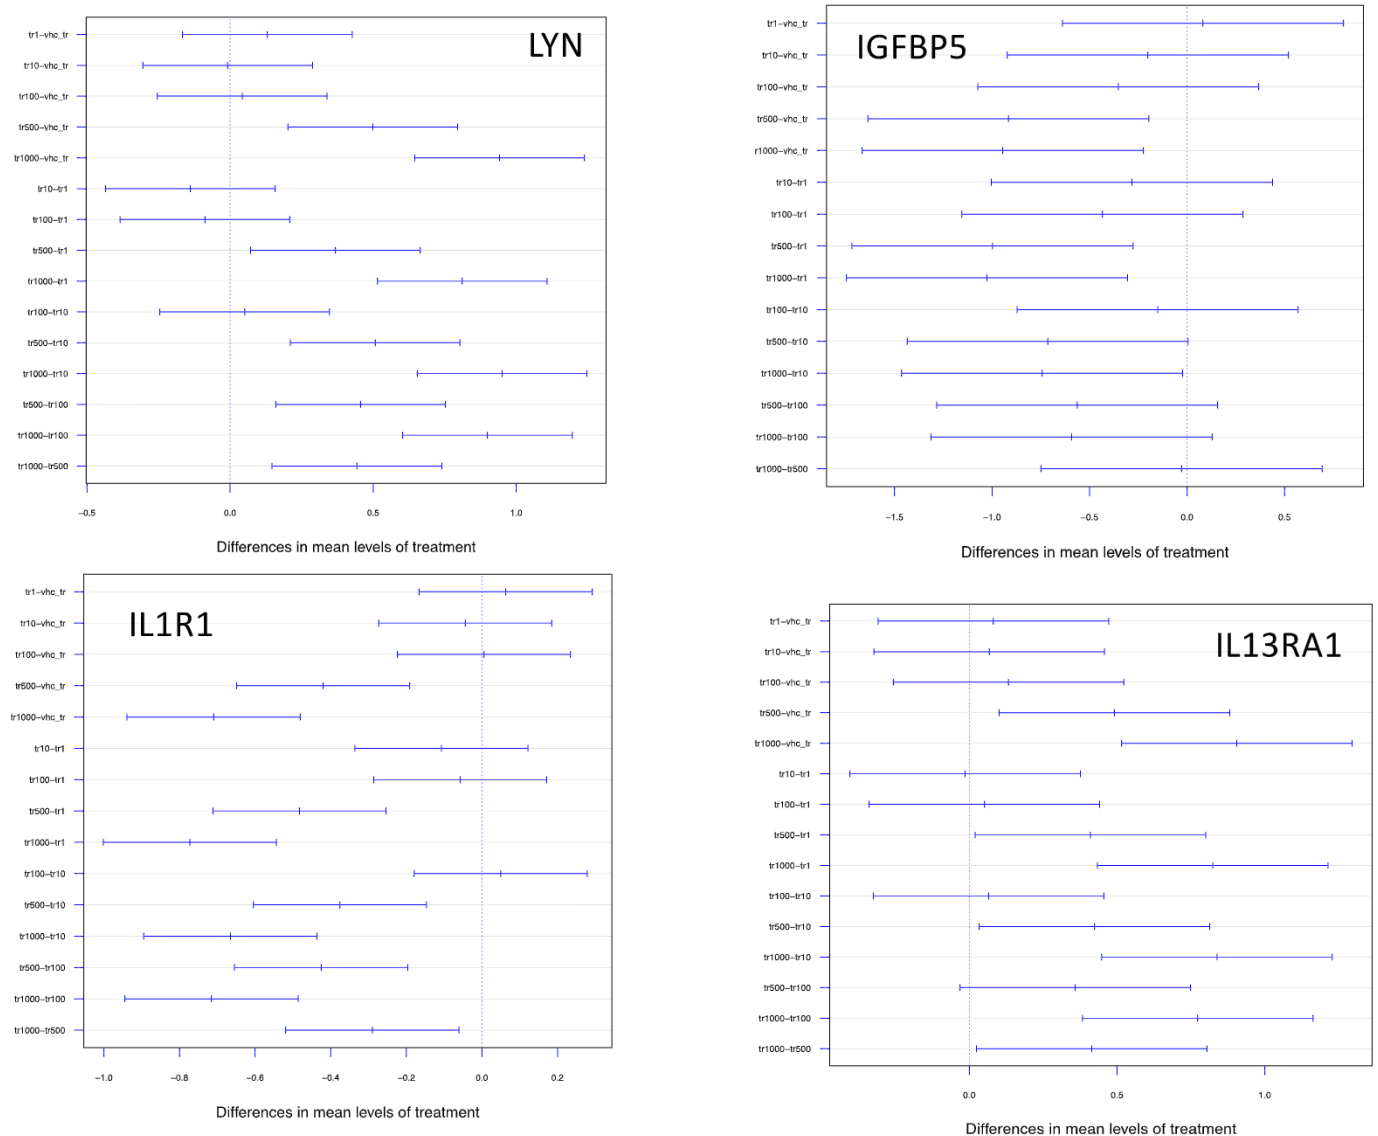 LYN
tr1−vhc_tr
tr10−vhc_tr
tr100−vhc_tr
tr500−vhc_tr
tr1000−vhc_tr
tr10−tr1
tr100−tr1
tr500−tr1
tr1000−tr1
tr100−tr10
tr500−tr10
tr1000−tr10
tr500−tr100
tr1000−tr100
tr1000−tr500
−0.5 0.0 0.5 1.0
Differences in mean levels of treatment
IGFBP5
tr1−vhc_tr
tr10−vhc_tr
tr100−vhc_tr
tr500−vhc_tr
r1000−vhc_tr
tr10−tr1
tr100−tr1
tr500−tr1
tr1000−tr1
tr100−tr10
tr500−tr10
tr1000−tr10
tr500−tr100
tr1000−tr100
tr1000−tr500
−1.5 −1.0 −0.5 0.0 0.5
Differences in mean levels of treatment
IL1R1
tr1−vhc_tr
tr10−vhc_tr
tr100−vhc_tr
tr500−vhc_tr
tr1000−vhc_tr
tr10−tr1
tr100−tr1
tr500−tr1
tr1000−tr1
tr100−tr10
tr500−tr10
tr1000−tr10
tr500−tr100
tr1000−tr100
tr1000−tr500
−1.0 −0.8 −0.6 −0.4 −0.2 0.0 0.2
Differences in mean levels of treatment
IL13RA1
tr1−vhc_tr
tr10−vhc_tr
tr100−vhc_tr
tr500−vhc_tr
tr1000−vhc_tr
tr10−tr1
tr100−tr1
tr500−tr1
tr1000−tr1
tr100−tr10
tr500−tr10
tr1000−tr10
tr500−tr100
tr1000−tr100
tr1000−tr500
0.0 0.5 1.0
Differences in mean levels of treatment